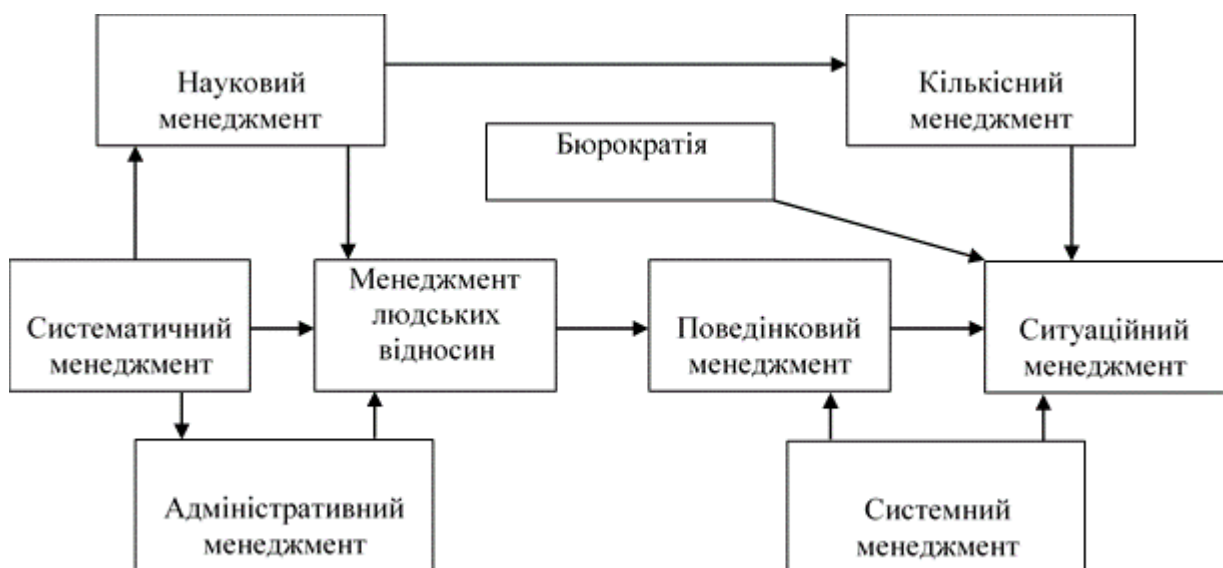 Науковий
менеджмент
Кількісний
менеджмент
Бюрократія
Систематичний
менеджмент
Менеджмент
людських
відносин
Поведінковий
менеджмент
Ситуаційний
менеджмент
Адміністративний
менеджмент
Системний
менеджмент